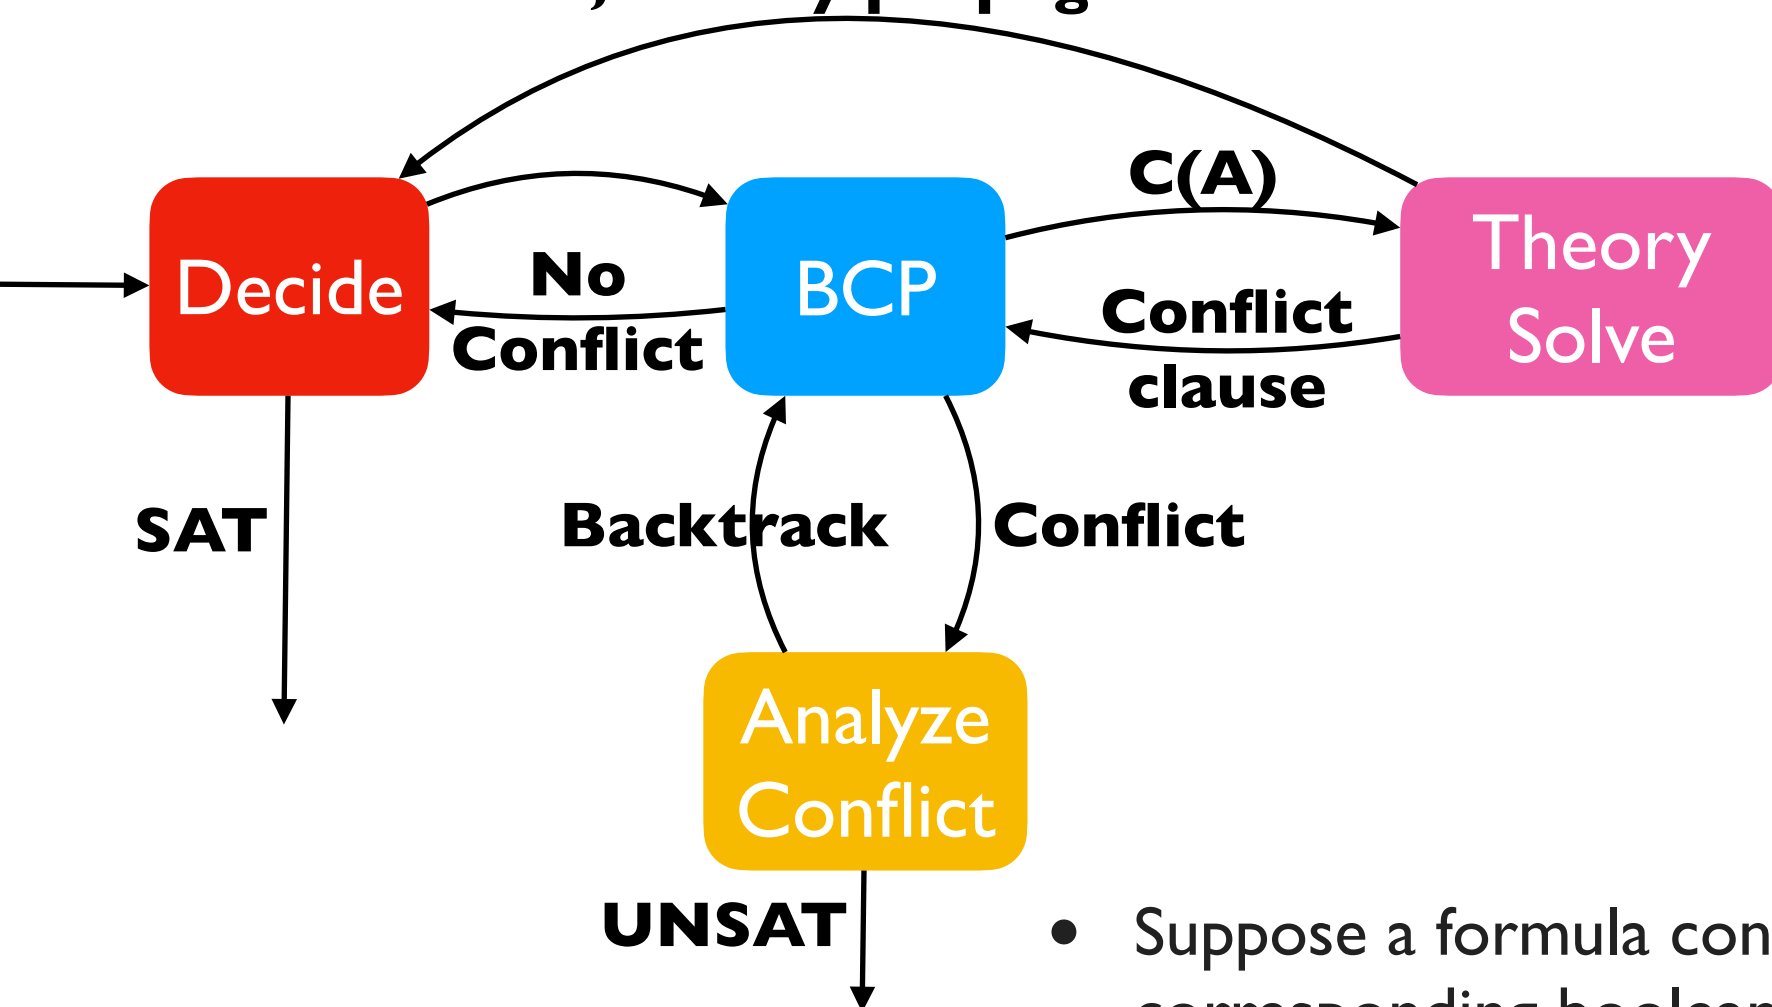 C(A)
Decide
No
Conflict
BCP
Conflict
clause
Theory
Solve
SAT
Backtrack
Conflict
Analyze
Conflict
UNSAT
• Suppose a formula con